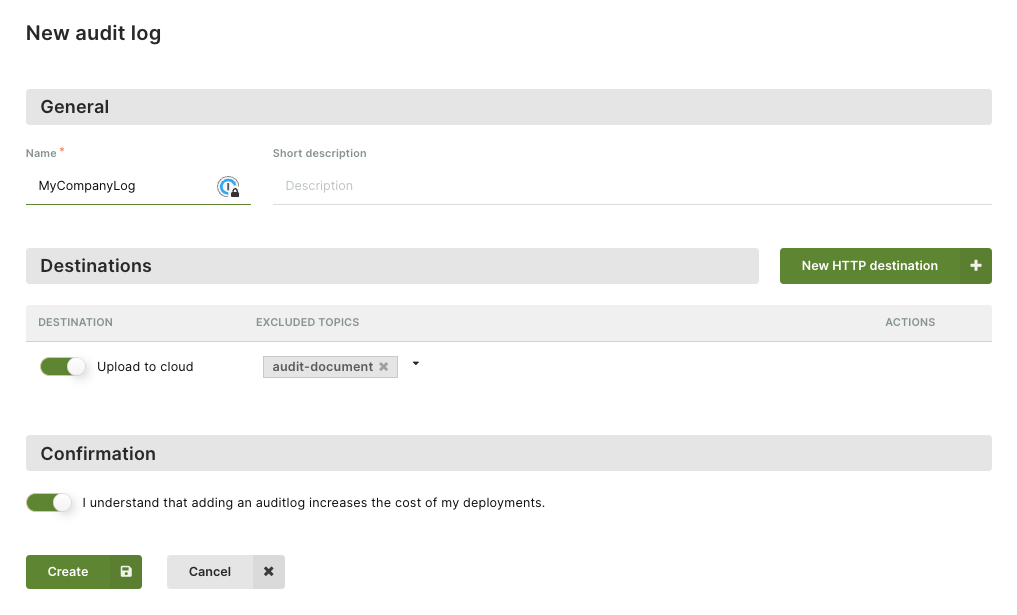 New audit log
General
Name *
Short description
MyCompanyLog
Description
Destinations
New HTTP destination
DESTINATION
EXCLUDED TOPICS
ACTIONS
Upload to cloud
audit-document
Confirmation
I understand that adding an auditlog increases the cost of my deployments.
Create
Cancel